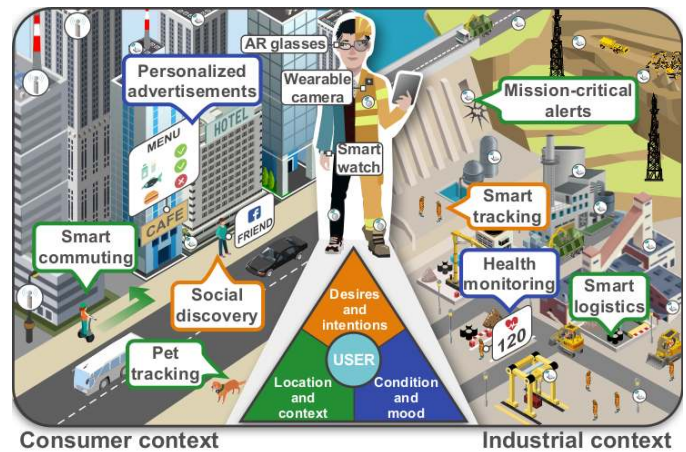 AR glasses
Wearable
camera
Smart
watch
Personalized
advertisements
MENU
HOTEL
CAFE
FRIEND
Smart
commuting
Social
discovery
Pet
tracking
Mission-critical
alerts
Smart
tracking
Health
monitoring
120
Smart
logistics
Desires
and
intentions
USER
Location
and
context
Condition
and
mood
Consumer context
Industrial context